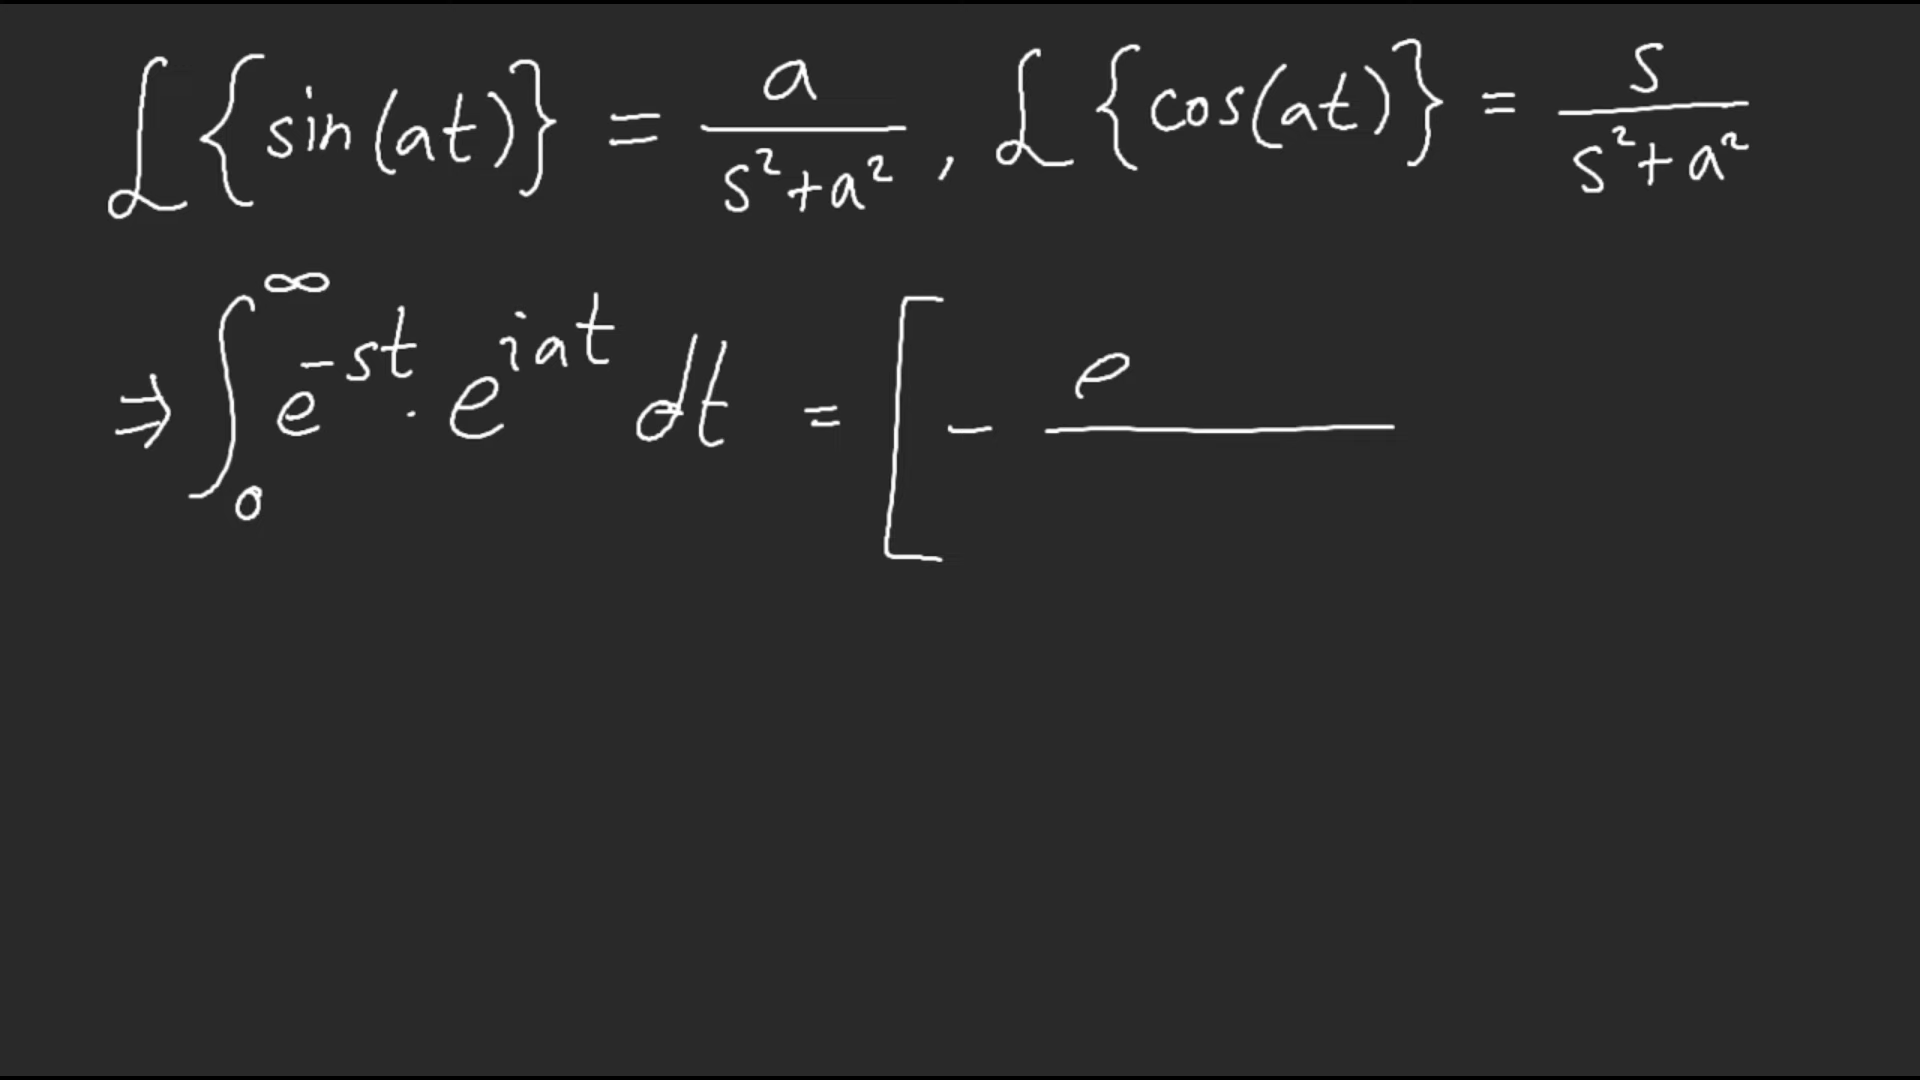 ℒ{sin(at)} = a/(s²+a²), ℒ{cos(at)} = s/(s²+a²)
⇒ ∫₀^∞ e^(-st) · e^(iat) dt = [ - e/